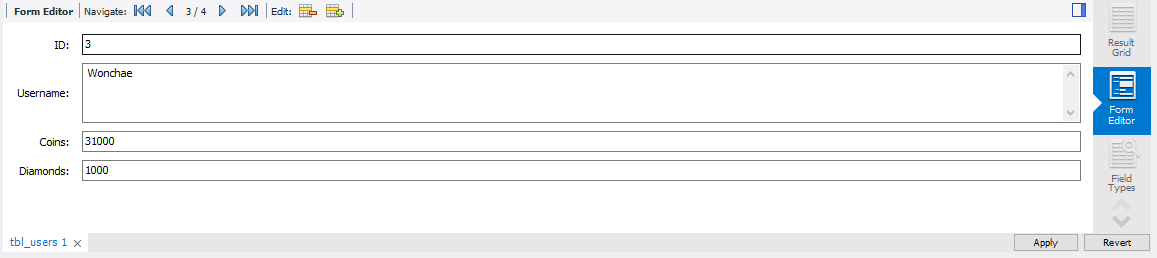 Form Editor Navigate: 3 / 4 Edit:
ID: 3
Username: Wonchae
Coins: 31000
Diamonds: 1000
Result
Grid
Form
Editor
Field
Types
tbl_users 1
Apply Revert